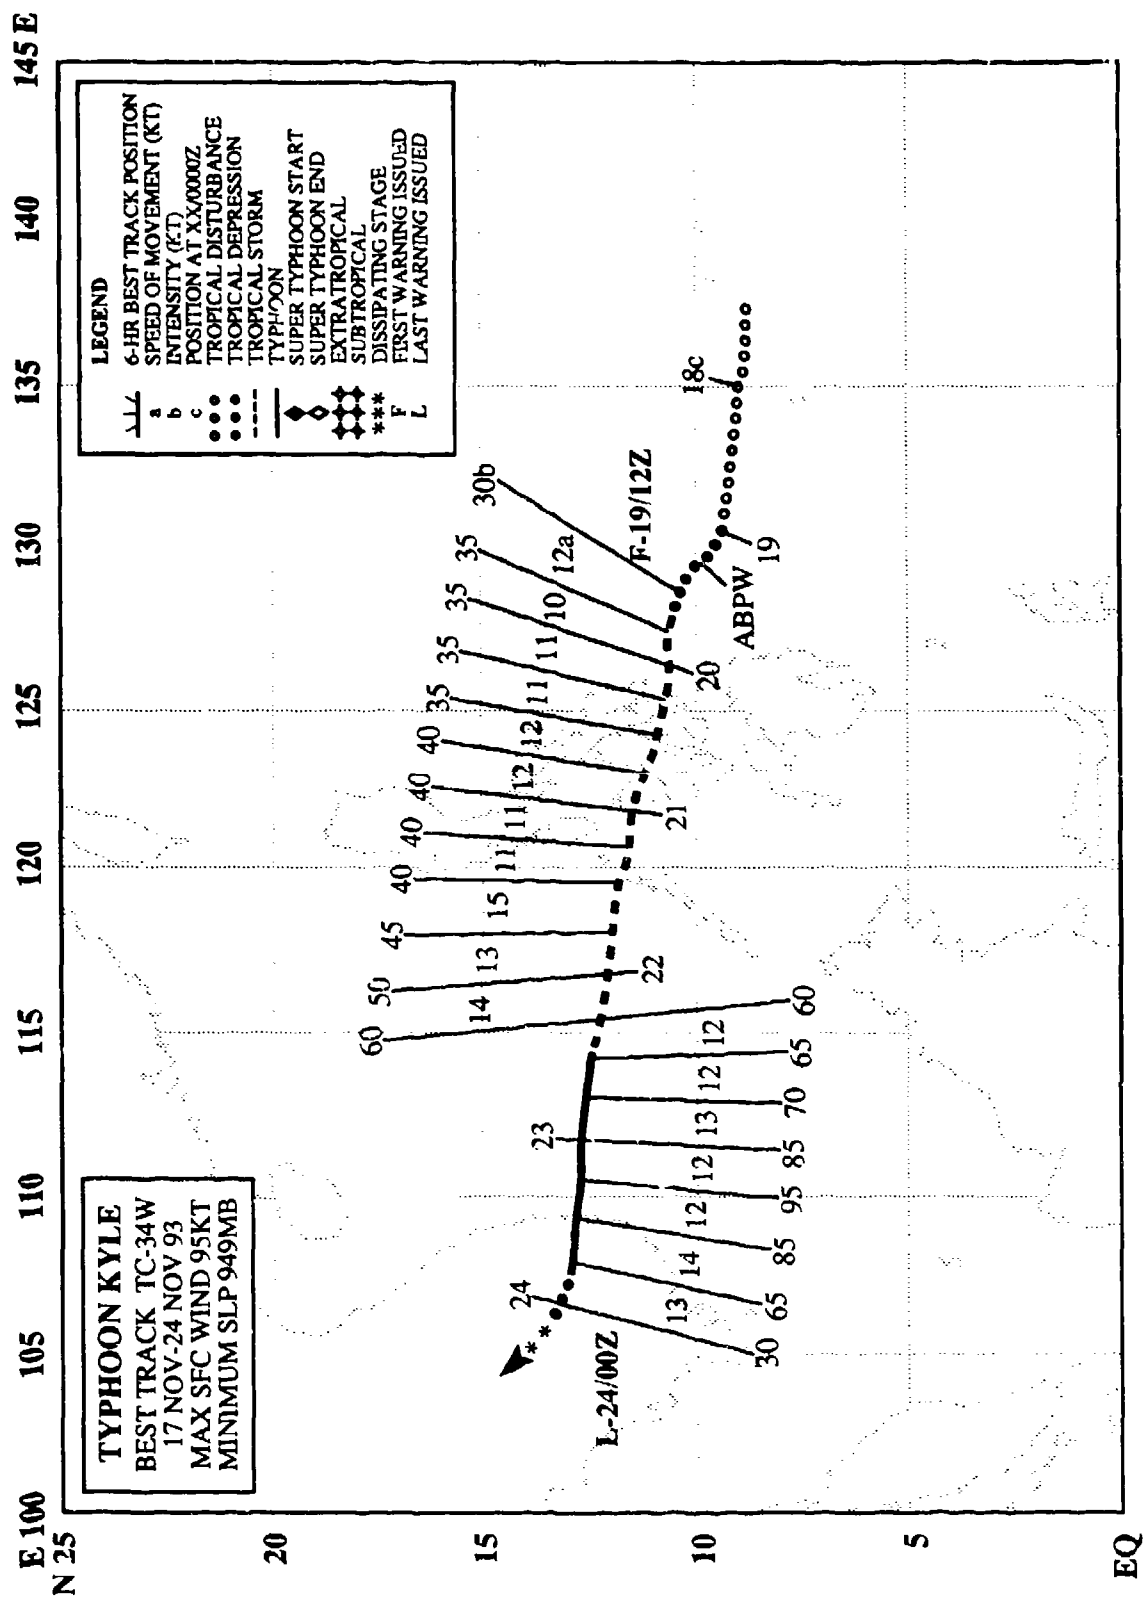 TYPHOON KYLE
BEST TRACK TC-34W
17 NOV-24 NOV 93
MAX SFC WIND 95KT
MINIMUM SLP 949MB
LEGEND
6-HR BEST TRACK POSITION
a SPEED OF MOVEMENT (KT)
b INTENSITY (KT)
c POSITION AT XX/0000Z
TROPICAL DISTURBANCE
TROPICAL DEPRESSION
TROPICAL STORM
TYPHOON
SUPER TYPHOON START
SUPER TYPHOON END
EXTRATROPICAL
SUBTROPICAL
*** DISSIPATING STAGE
F FIRST WARNING ISSUED
L LAST WARNING ISSUED
E 100
105
110
115
120
125
130
135
140
145 E
N 25
20
15
10
5
EQ
60
50
45
40
40
40
40
35
35
35
35
30b
14
13
15
11
11
12
12
11
11
10
12a
F-19/12Z
18c
19
ABPW
20
21
22
23
24
L-24/00Z
**
30
65
85
95
85
70
65
60
13
14
12
12
13
12
12